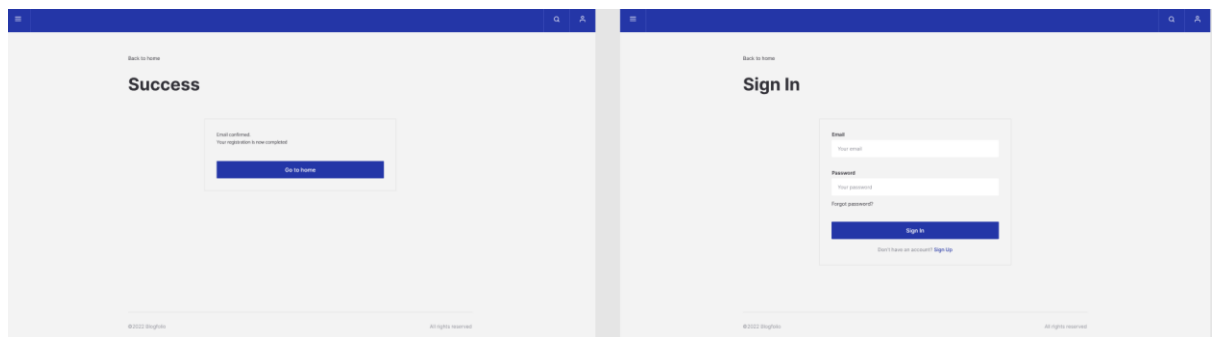 Back to home
Success
Email confirmed.
Your registration is now completed
Go to home
©2022 Blogfolio
All rights reserved
Back to home
Sign In
Email
Your email
Password
Your password
Forgot password?
Sign In
Don't have an account? Sign Up
©2022 Blogfolio
All rights reserved